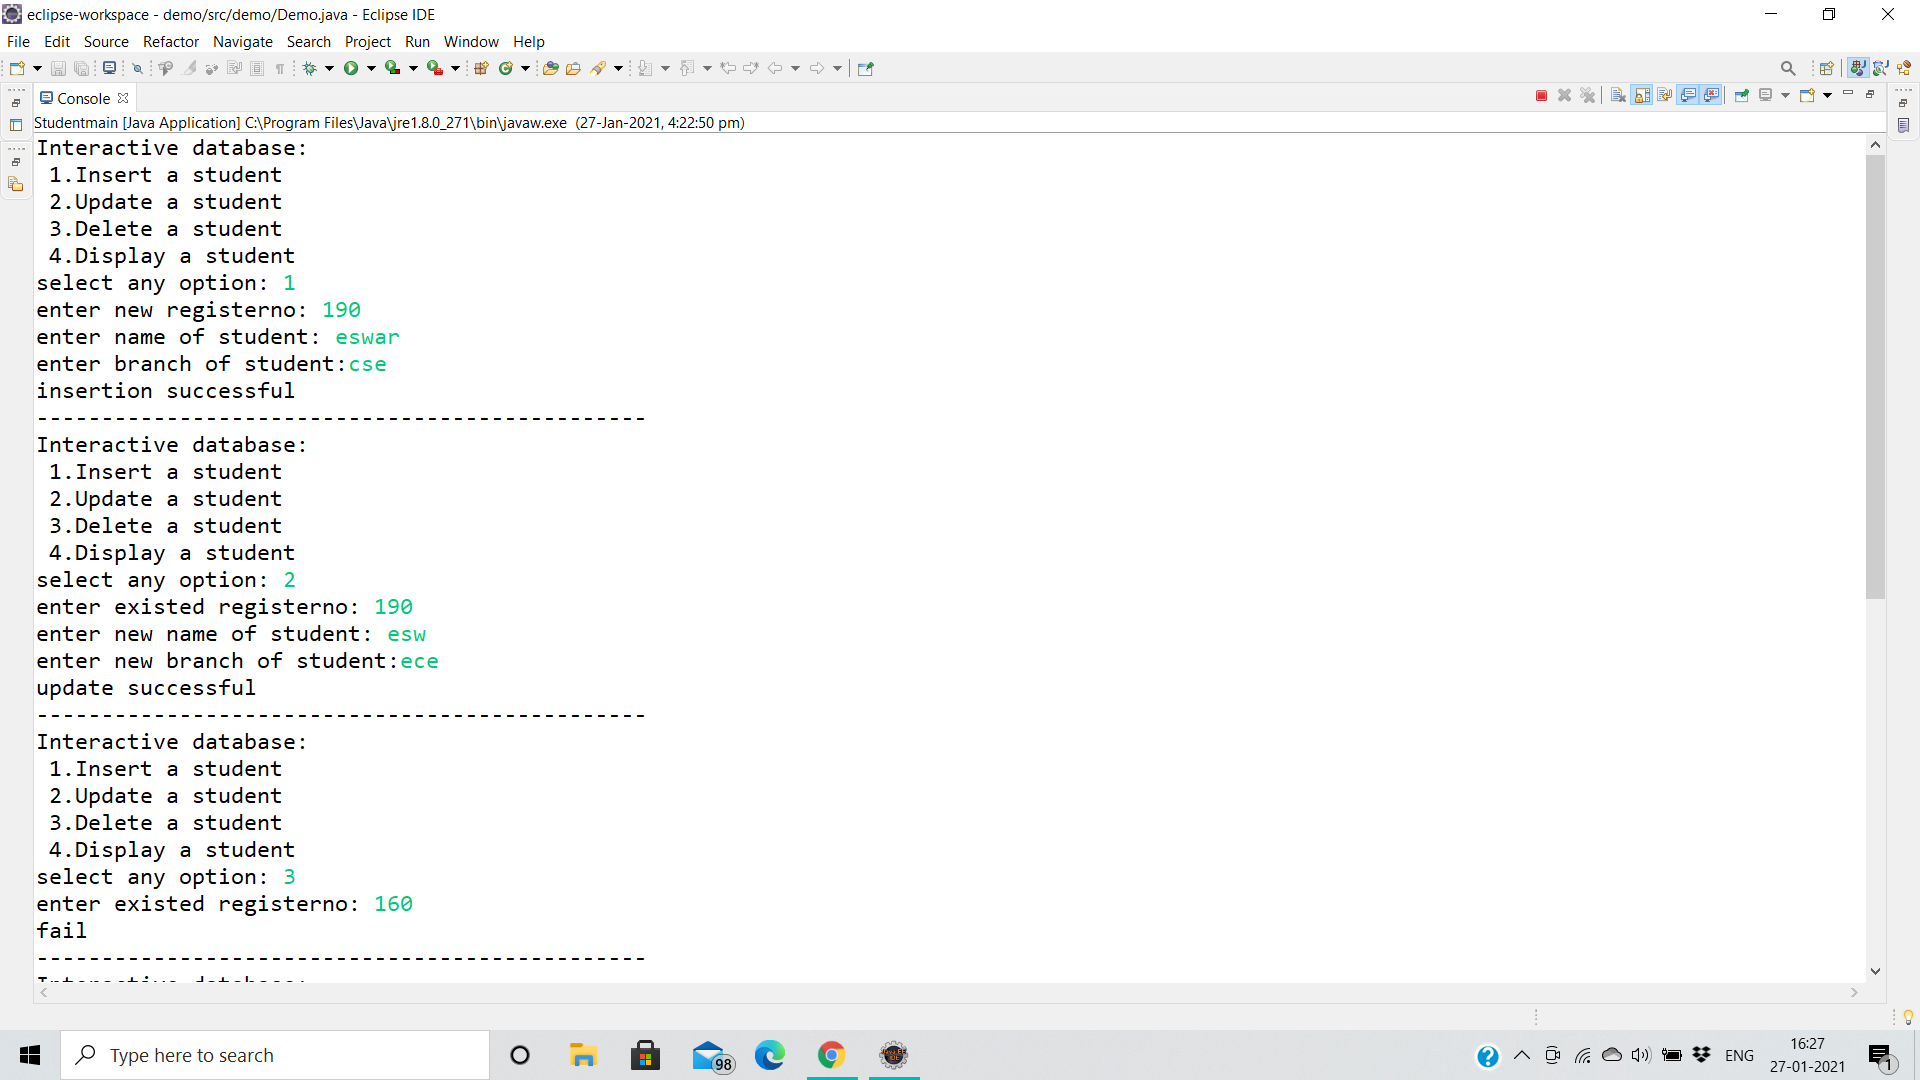 eclipse-workspace - demo/src/demo/Demo.java - Eclipse IDE
File Edit Source Refactor Navigate Search Project Run Window Help
Console
Studentmain [Java Application] C:\Program Files\Java\jre1.8.0_271\bin\javaw.exe (27-Jan-2021, 4:22:50 pm)
Interactive database:
1.Insert a student
2.Update a student
3.Delete a student
4.Display a student
select any option: 1
enter new registerno: 190
enter name of student: eswar
enter branch of student:cse
insertion successful
-----------------------------------------------
Interactive database:
1.Insert a student
2.Update a student
3.Delete a student
4.Display a student
select any option: 2
enter existed registerno: 190
enter new name of student: esw
enter new branch of student:ece
update successful
-----------------------------------------------
Interactive database:
1.Insert a student
2.Update a student
3.Delete a student
4.Display a student
select any option: 3
enter existed registerno: 160
fail
-----------------------------------------------
Interactive database:
Type here to search
98
ENG
16:27
27-01-2021
1